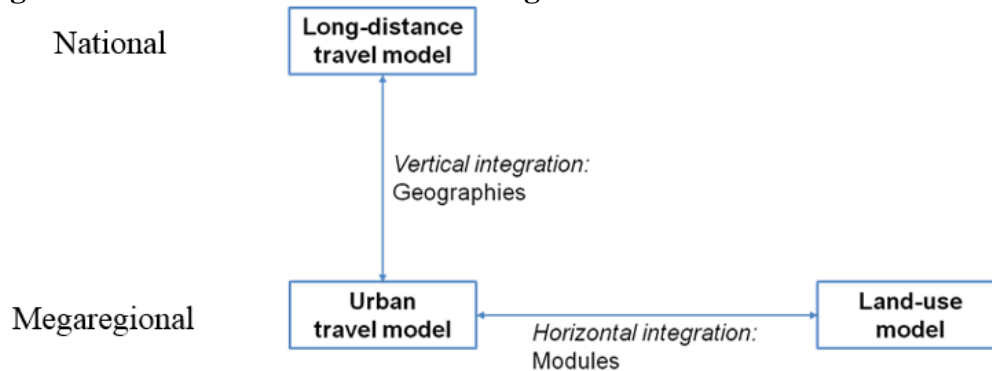 National
Long-distance
travel model
Vertical integration:
Geographies
Megaregional
Urban
travel model
Horizontal integration:
Modules
Land-use
model